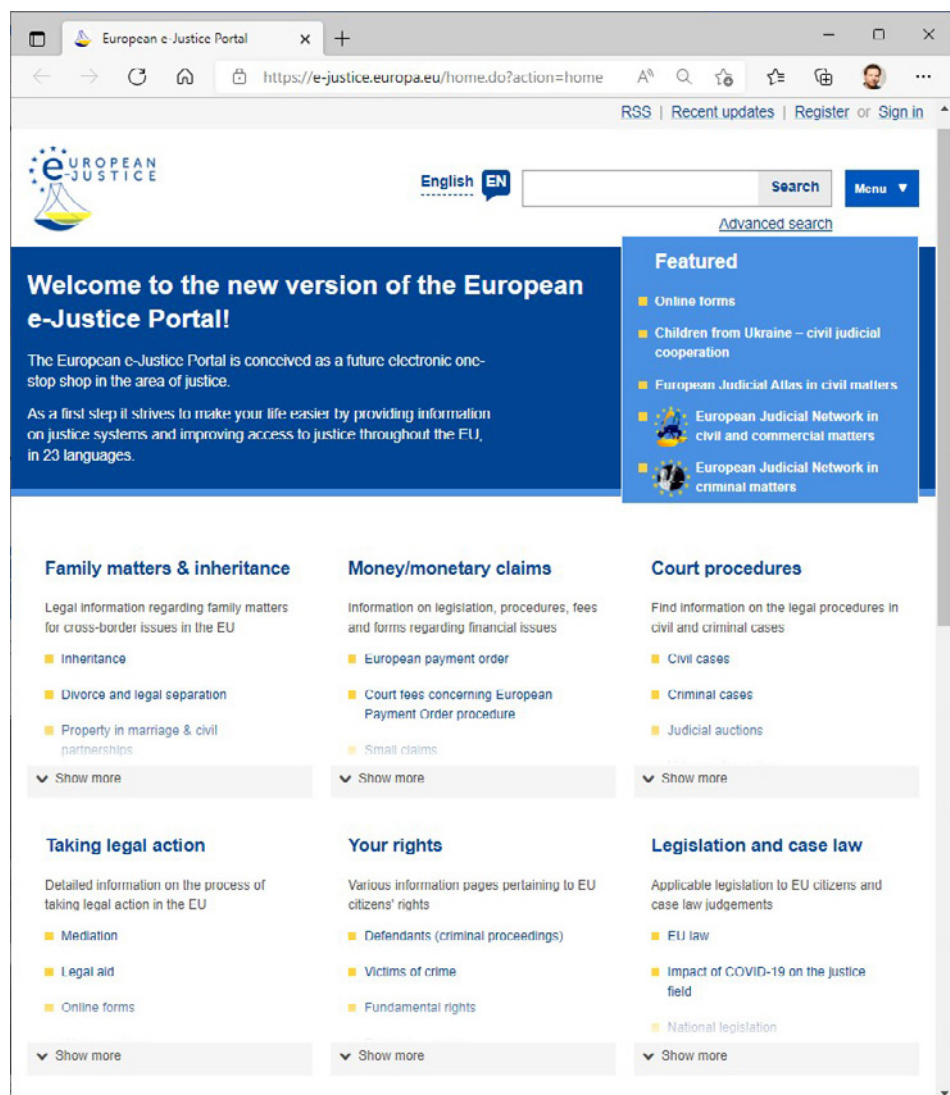 European e-Justice Portal
https://e-justice.europa.eu/home.do?action=home
RSS | Recent updates | Register or Sign in
EUROPEAN
E-JUSTICE
English EN
Search
Menu ▼
Advanced search
Welcome to the new version of the European
e-Justice Portal!
The European e-Justice Portal is conceived as a future electronic one-
stop shop in the area of justice.
As a first step it strives to make your life easier by providing information
on justice systems and improving access to justice throughout the EU,
in 23 languages.
Featured
Online forms
Children from Ukraine – civil judicial
cooperation
European Judicial Atlas in civil matters
European Judicial Network in
civil and commercial matters
European Judicial Network in
criminal matters
Family matters & inheritance
Legal information regarding family matters
for cross-border issues in the EU
Inheritance
Divorce and legal separation
Property in marriage & civil
partnerships
Show more
Money/monetary claims
Information on legislation, procedures, fees
and forms regarding financial issues
European payment order
Court fees concerning European
Payment Order procedure
Small claims
Show more
Court procedures
Find information on the legal procedures in
civil and criminal cases
Civil cases
Criminal cases
Judicial auctions
Show more
Taking legal action
Detailed information on the process of
taking legal action in the EU
Mediation
Legal aid
Online forms
Show more
Your rights
Various information pages pertaining to EU
citizens' rights
Defendants (criminal proceedings)
Victims of crime
Fundamental rights
Show more
Legislation and case law
Applicable legislation to EU citizens and
case law judgements
EU law
Impact of COVID-19 on the justice
field
National legislation
Show more